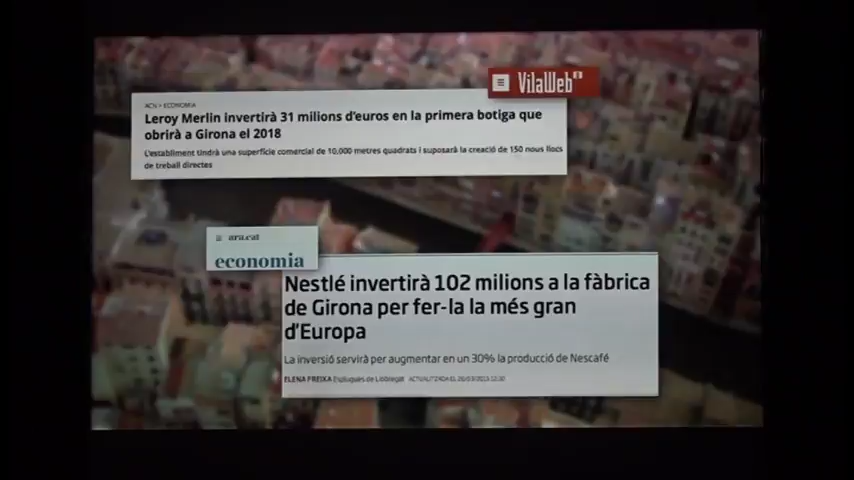 VilaWeb
ACN > ECONOMIA
Leroy Merlin invertirà 31 milions d'euros en la primera botiga que
obrirà a Girona el 2018
L'establiment tindrà una superfície comercial de 10.000 metres quadrats i suposarà la creació de 150 nous llocs
de treball directes
ara.cat
economia
Nestlé invertirà 102 milions a la fàbrica
de Girona per fer-la la més gran
d'Europa
La inversió servirà per augmentar en un 30% la producció de Nescafé
ELENA FREIXA Esplugues de Llobregat ACTUALITZADA EL